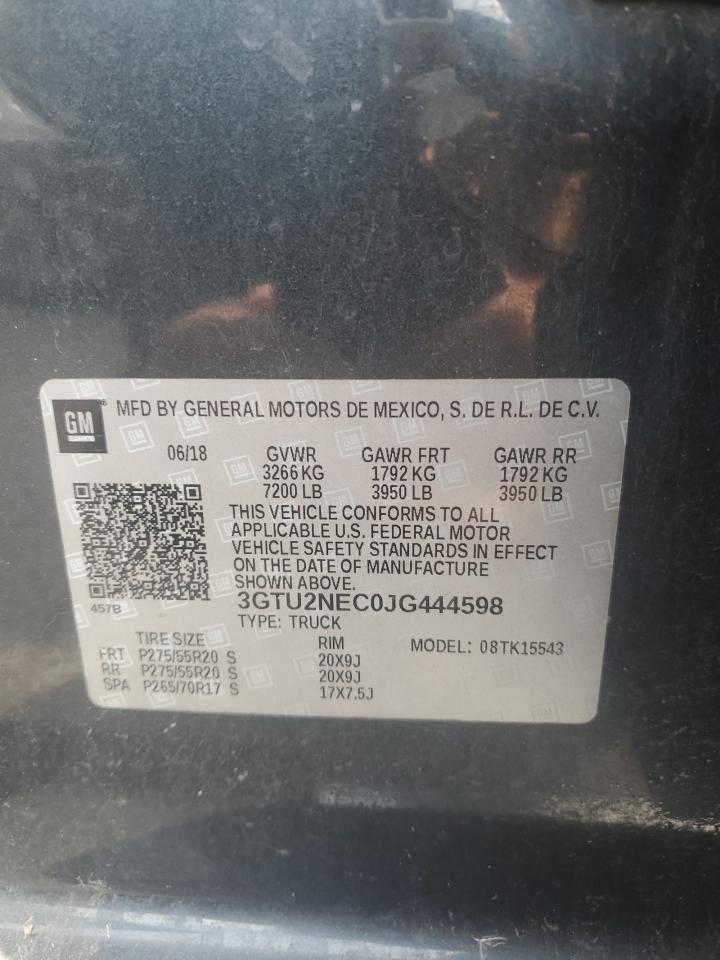 GM MFD BY GENERAL MOTORS DE MEXICO, S. DE R.L. DE C.V.
06/18 GVWR GAWR FRT GAWR RR
3266 KG 1792 KG 1792 KG
7200 LB 3950 LB 3950 LB
THIS VEHICLE CONFORMS TO ALL
APPLICABLE U.S. FEDERAL MOTOR
VEHICLE SAFETY STANDARDS IN EFFECT
ON THE DATE OF MANUFACTURE
SHOWN ABOVE.
457B 3GTU2NEC0JG444598
TYPE: TRUCK
TIRE SIZE RIM MODEL: 08TK15543
FRT P275/55R20 S 20X9J
RR P275/55R20 S 20X9J
SPA P265/70R17 S 17X7.5J